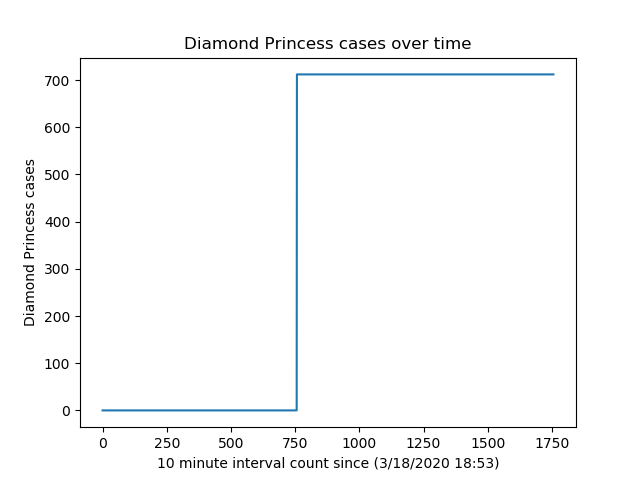 Diamond Princess cases over time
700
600
500
400
300
200
100
0
Diamond Princess cases
0 250 500 750 1000 1250 1500 1750
10 minute interval count since (3/18/2020 18:53)